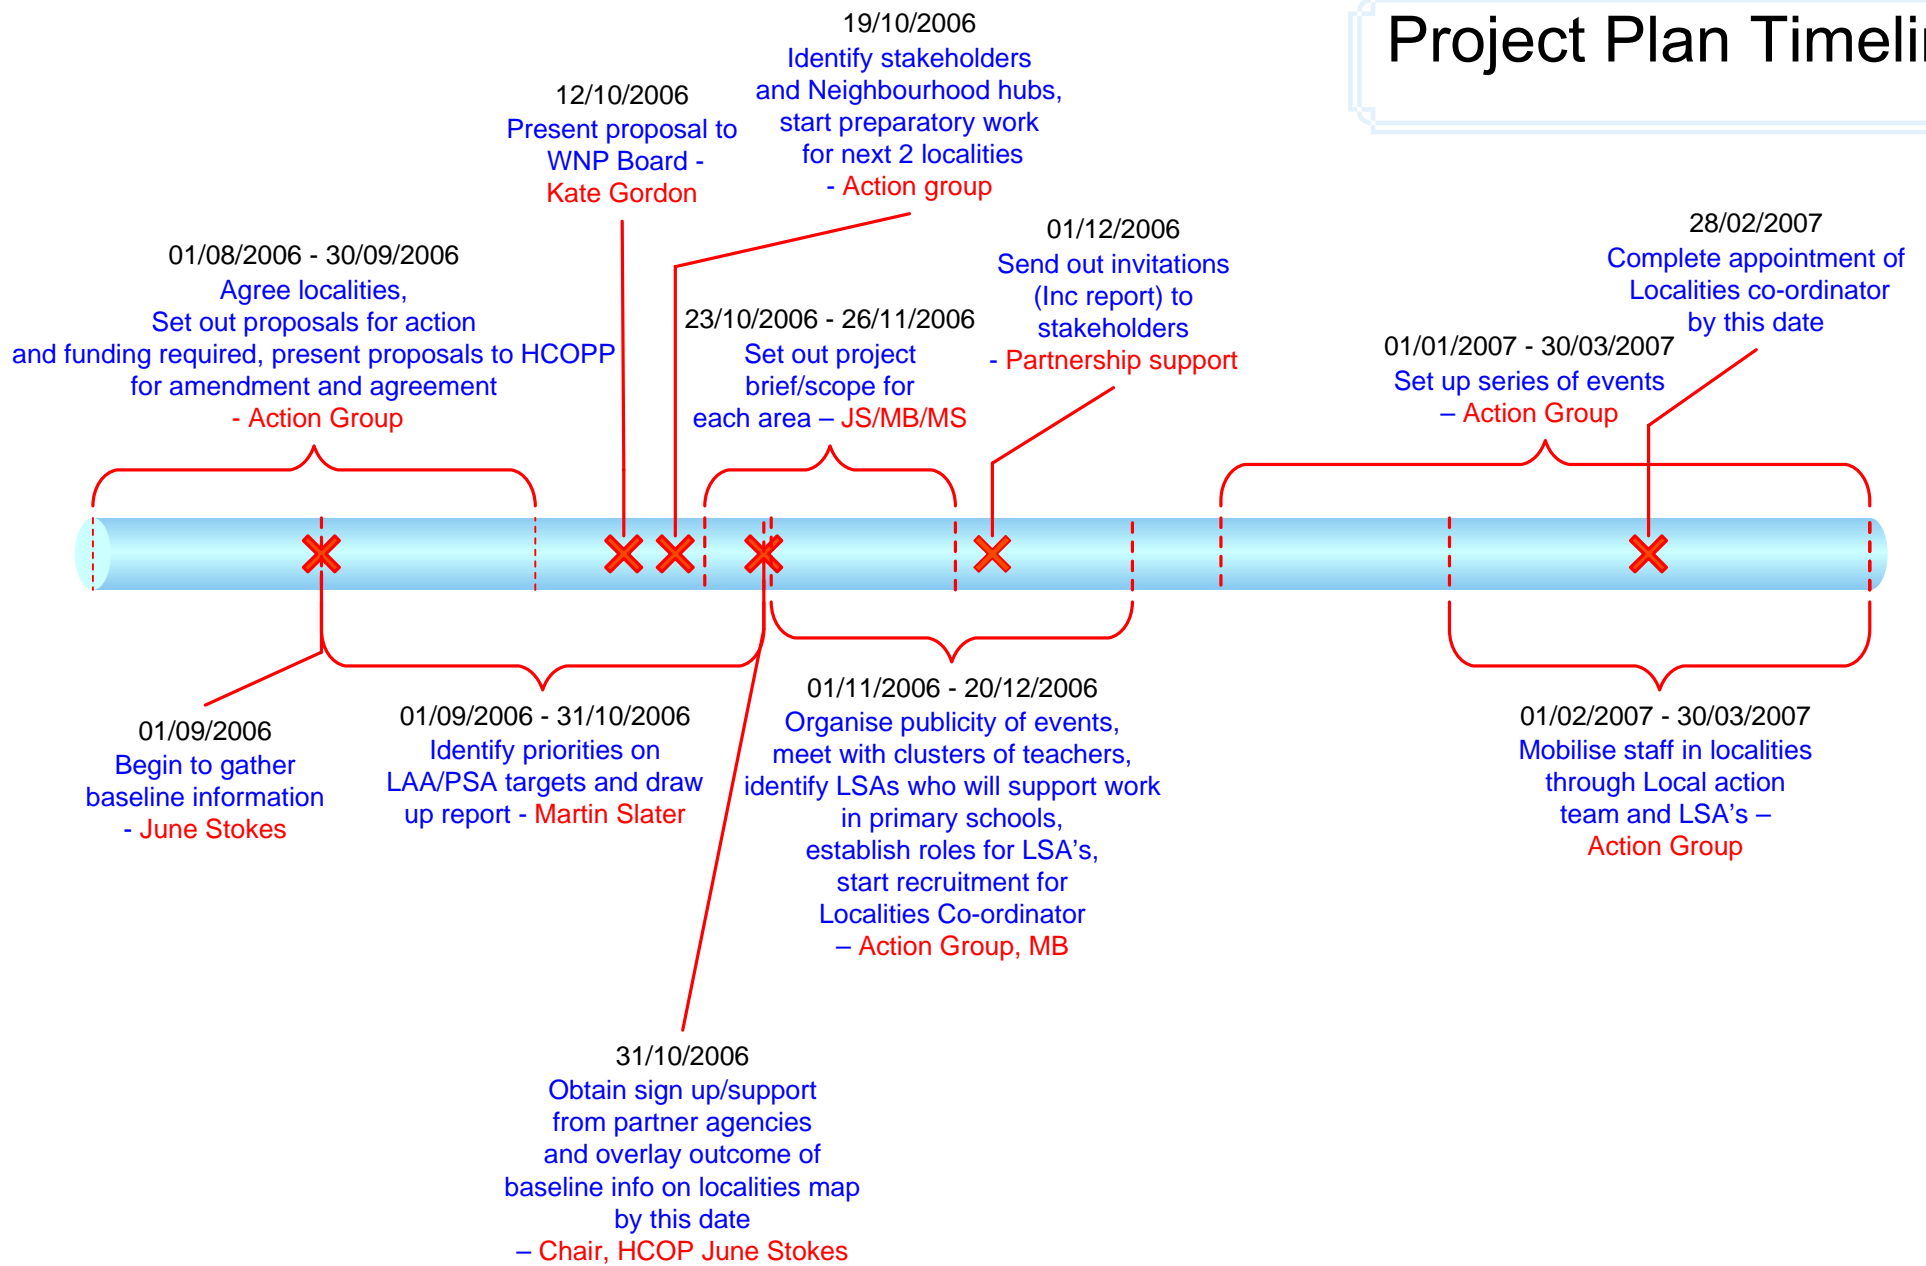 Project Plan Timeli
19/10/2006
Identify stakeholders
and Neighbourhood hubs,
start preparatory work
for next 2 localities
- Action group
12/10/2006
Present proposal to
WNP Board -
Kate Gordon
01/08/2006 - 30/09/2006
Agree localities,
Set out proposals for action
and funding required, present proposals to HCOPP
for amendment and agreement
- Action Group
23/10/2006 - 26/11/2006
Set out project
brief/scope for
each area – JS/MB/MS
01/12/2006
Send out invitations
(Inc report) to
stakeholders
- Partnership support
01/01/2007 - 30/03/2007
Set up series of events
– Action Group
28/02/2007
Complete appointment of
Localities co-ordinator
by this date
01/09/2006
Begin to gather
baseline information
- June Stokes
01/09/2006 - 31/10/2006
Identify priorities on
LAA/PSA targets and draw
up report - Martin Slater
01/11/2006 - 20/12/2006
Organise publicity of events,
meet with clusters of teachers,
identify LSAs who will support work
in primary schools,
establish roles for LSA's,
start recruitment for
Localities Co-ordinator
– Action Group, MB
01/02/2007 - 30/03/2007
Mobilise staff in localities
through Local action
team and LSA's –
Action Group
31/10/2006
Obtain sign up/support
from partner agencies
and overlay outcome of
baseline info on localities map
by this date
– Chair, HCOP June Stokes